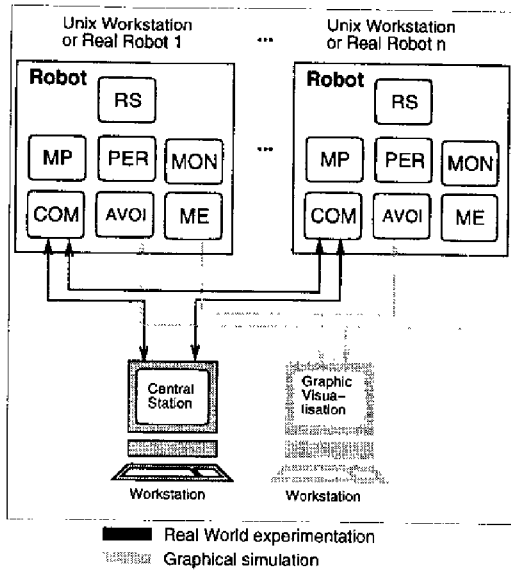 Unix Workstation
or Real Robot 1
...
Unix Workstation
or Real Robot n
Robot
RS
MP
PER
MON
COM
AVOI
ME
...
Robot
RS
MP
PER
MON
COM
AVOI
ME
Central
Station
Workstation
Graphic
Visua-
lisation
Workstation
Real World experimentation
Graphical simulation